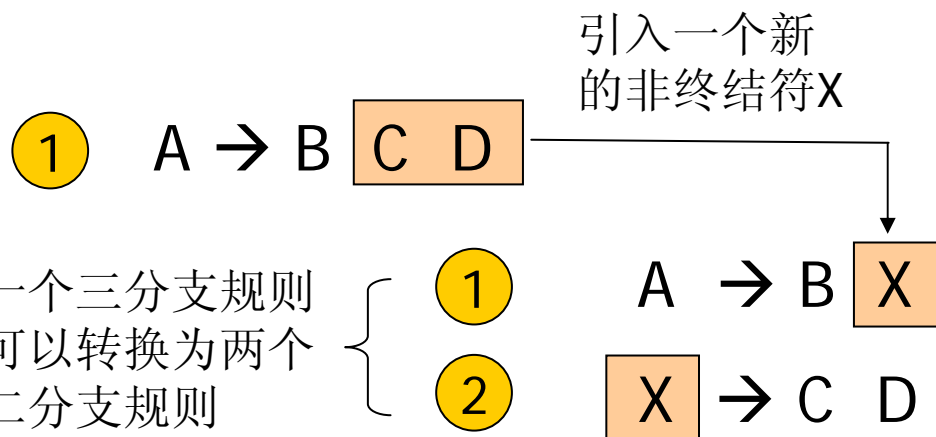 引入一个新
的非终结符X
1 A → B C D
一个三分支规则
可以转换为两个
二分支规则
1 A → B X
2 X → C D